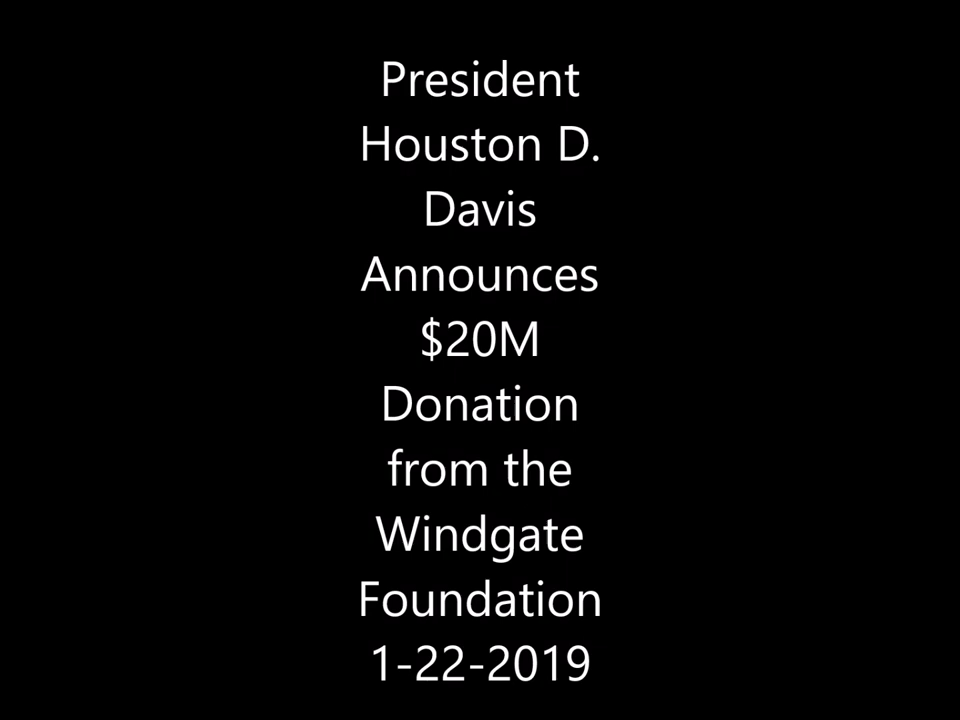 President
Houston D.
Davis
Announces
$20M
Donation
from the
Windgate
Foundation
1-22-2019